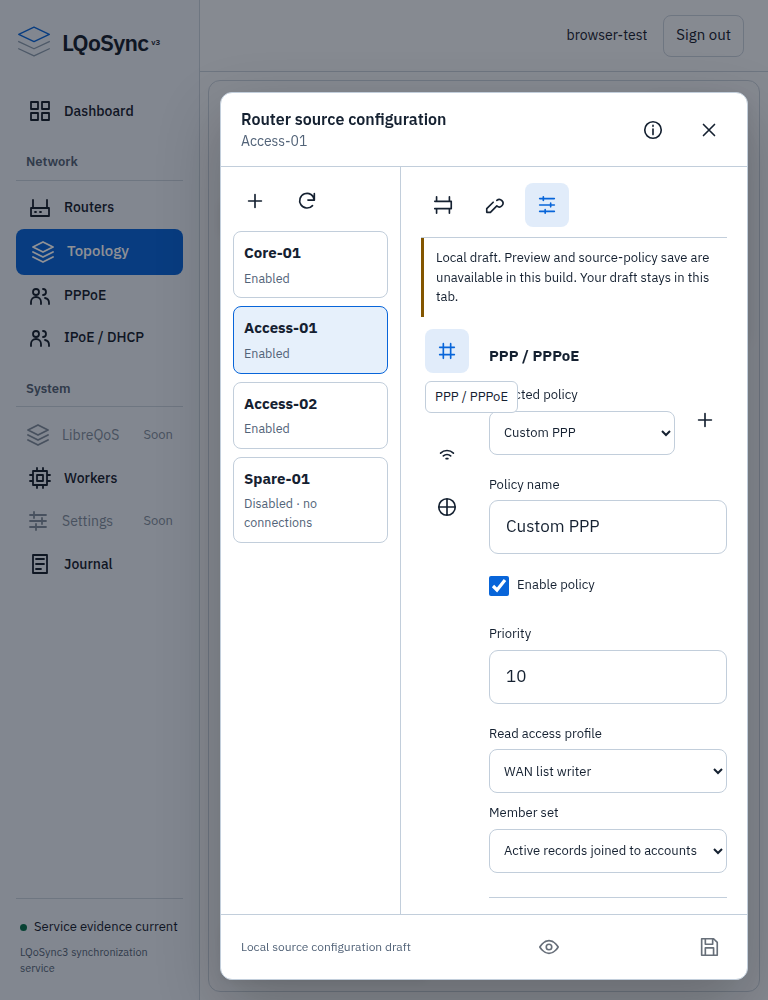 LQoSync v3
browser-test
Sign out
Dashboard
Network
Routers
Topology
PPPoE
IPoE / DHCP
System
LibreQoS Soon
Workers
Settings Soon
Journal
Service evidence current
LQoSync3 synchronization
service
Router source configuration
Access-01
Core-01
Enabled
Access-01
Enabled
Access-02
Enabled
Spare-01
Disabled · no
connections
Local draft. Preview and source-policy save are
unavailable in this build. Your draft stays in this
tab.
PPP / PPPoE
PPP / PPPoE
cted policy
Custom PPP
Policy name
Custom PPP
Enable policy
Priority
10
Read access profile
WAN list writer
Member set
Active records joined to accounts
Local source configuration draft